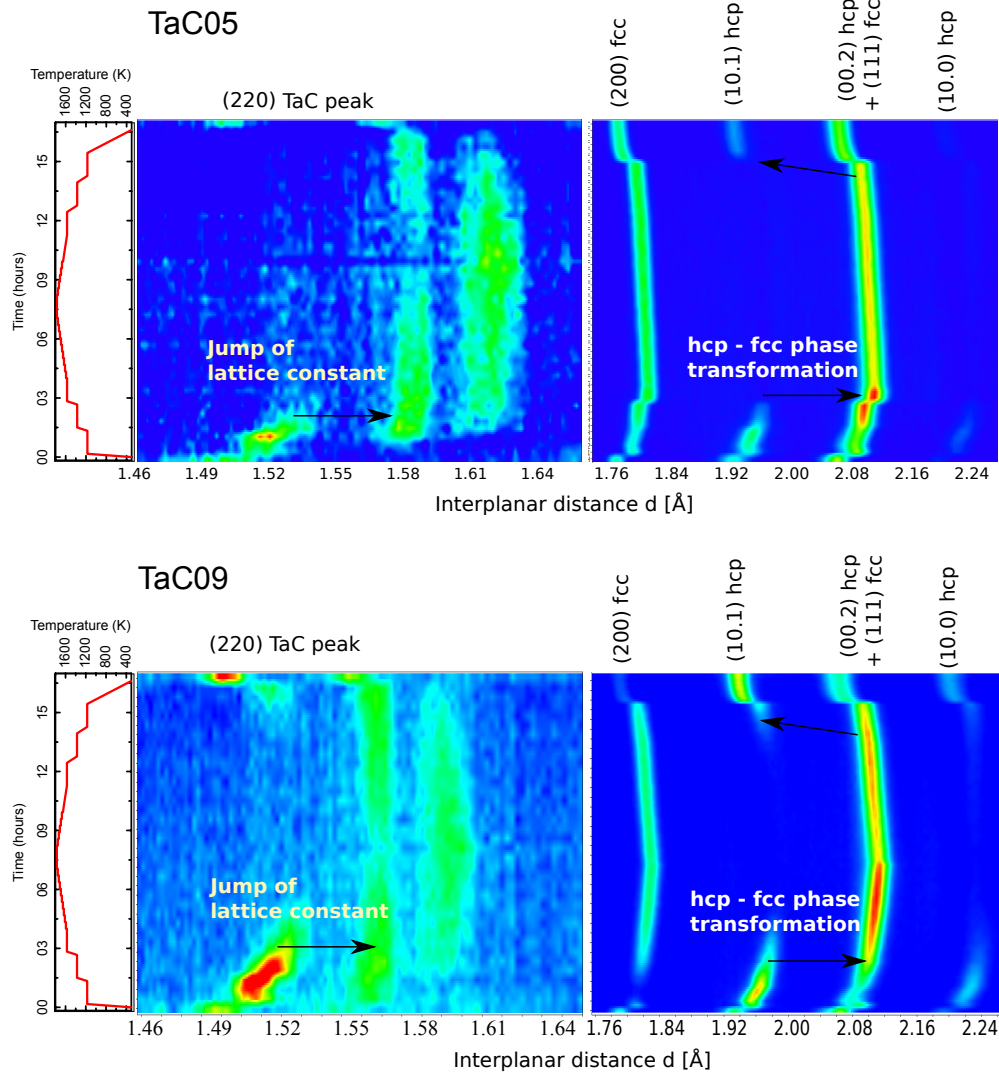 TaC05
Temperature (K)
1600
1200
800
400
(220) TaC peak
(200) fcc
(10.1) hcp
(00.2) hcp
+ (111) fcc
(10.0) hcp
Time (hours)
15
12
09
06
03
00
Jump of
lattice constant
hcp - fcc phase
transformation
1.46 1.49 1.52 1.55 1.58 1.61 1.64
1.76 1.84 1.92 2.00 2.08 2.16 2.24
Interplanar distance d [Å]
TaC09
Temperature (K)
1600
1200
800
400
(220) TaC peak
(200) fcc
(10.1) hcp
(00.2) hcp
+ (111) fcc
(10.0) hcp
Time (hours)
15
12
09
06
03
00
Jump of
lattice constant
hcp - fcc phase
transformation
1.46 1.49 1.52 1.55 1.58 1.61 1.64
1.76 1.84 1.92 2.00 2.08 2.16 2.24
Interplanar distance d [Å]